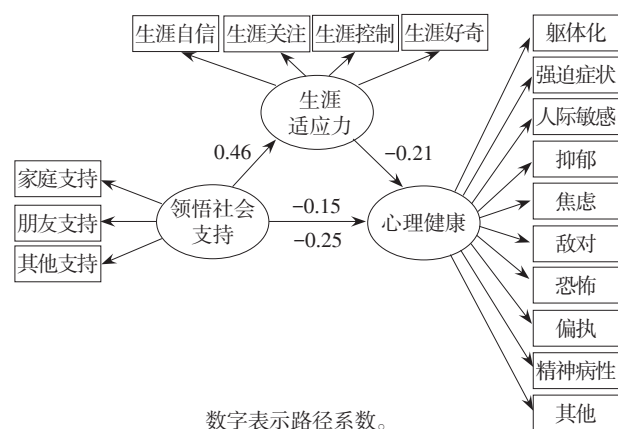 生涯自信
生涯关注
生涯控制
生涯好奇
躯体化
强迫症状
人际敏感
抑郁
焦虑
敌对
恐怖
偏执
精神病性
其他
生涯
适应力
0.46
−0.21
家庭支持
朋友支持
其他支持
领悟社会
支持
−0.15
−0.25
心理健康
数字表示路径系数。